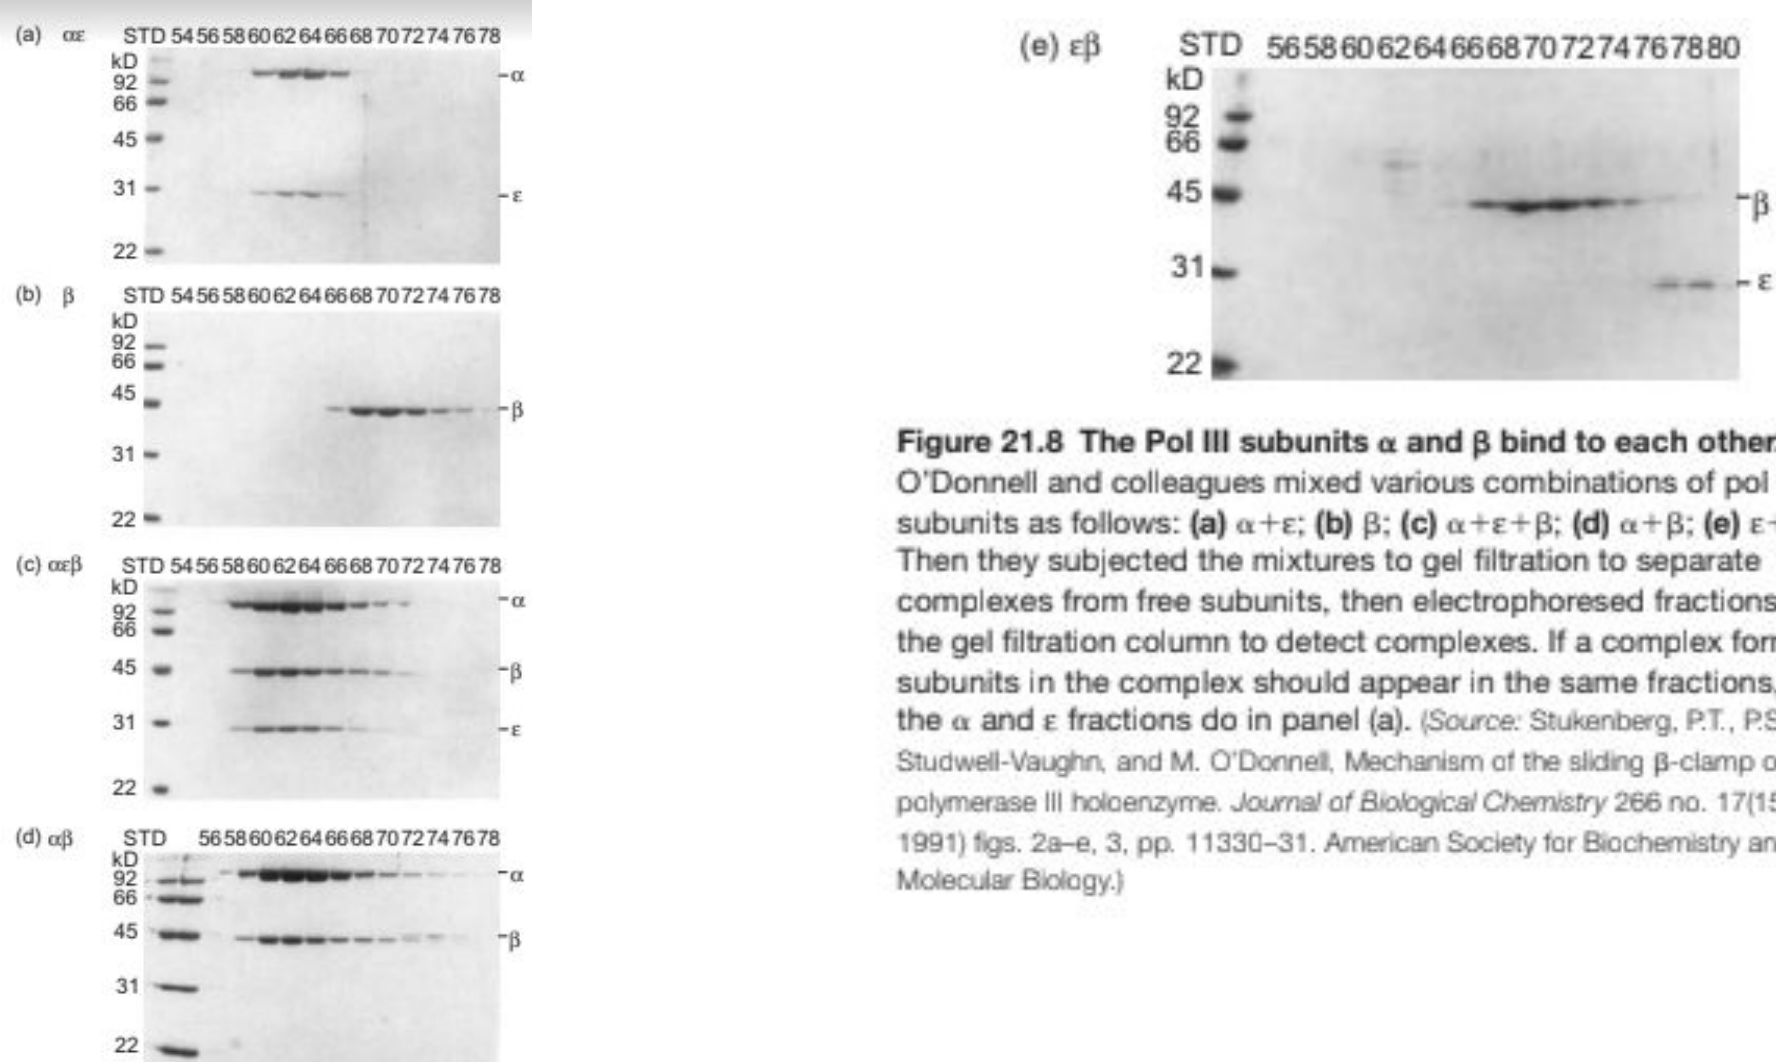 (a) αε STD 54 56 58 60 62 64 66 68 70 72 74 76 78
kD
92
66
45
31
22
α
ε
(b) β STD 54 56 58 60 62 64 66 68 70 72 74 76 78
kD
92
66
45
31
22
β
(c) αεβ STD 54 56 58 60 62 64 66 68 70 72 74 76 78
kD
92
66
45
31
22
α
β
ε
(d) αβ STD 56 58 60 62 64 66 68 70 72 74 76 78
kD
92
66
45
31
22
α
β
(e) εβ STD 56 58 60 62 64 66 68 70 72 74 76 78 80
kD
92
66
45
31
22
β
ε
Figure 21.8 The Pol III subunits α and β bind to each other.
O'Donnell and colleagues mixed various combinations of pol
subunits as follows: (a) α+ε; (b) β; (c) α+ε+β; (d) α+β; (e) ε+
Then they subjected the mixtures to gel filtration to separate
complexes from free subunits, then electrophoresed fractions
the gel filtration column to detect complexes. If a complex for
subunits in the complex should appear in the same fractions,
the α and ε fractions do in panel (a). (Source: Stukenberg, P.T., P.S
Studwell-Vaughn, and M. O'Donnell, Mechanism of the sliding β-clamp o
polymerase III holoenzyme. Journal of Biological Chemistry 266 no. 17(15
1991) figs. 2a–e, 3, pp. 11330–31. American Society for Biochemistry an
Molecular Biology.)